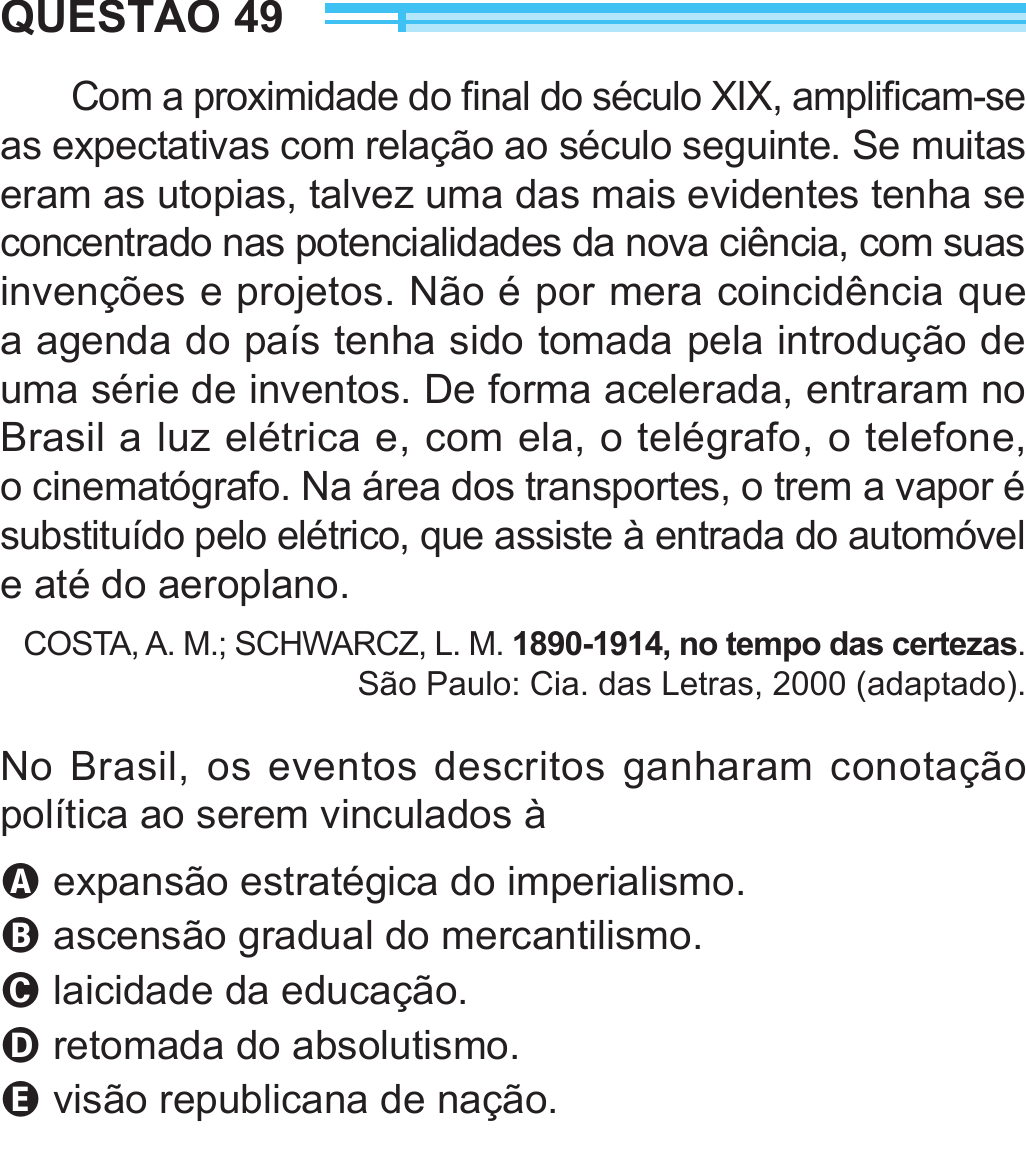 QUESTÃO 49
Com a proximidade do final do século XIX, amplificam-se
as expectativas com relação ao século seguinte. Se muitas
eram as utopias, talvez uma das mais evidentes tenha se
concentrado nas potencialidades da nova ciência, com suas
invenções e projetos. Não é por mera coincidência que
a agenda do país tenha sido tomada pela introdução de
uma série de inventos. De forma acelerada, entraram no
Brasil a luz elétrica e, com ela, o telégrafo, o telefone,
o cinematógrafo. Na área dos transportes, o trem a vapor é
substituído pelo elétrico, que assiste à entrada do automóvel
e até do aeroplano.
COSTA, A. M.; SCHWARCZ, L. M. 1890-1914, no tempo das certezas.
São Paulo: Cia. das Letras, 2000 (adaptado).
No Brasil, os eventos descritos ganharam conotação
política ao serem vinculados à
A expansão estratégica do imperialismo.
B ascensão gradual do mercantilismo.
C laicidade da educação.
D retomada do absolutismo.
E visão republicana de nação.